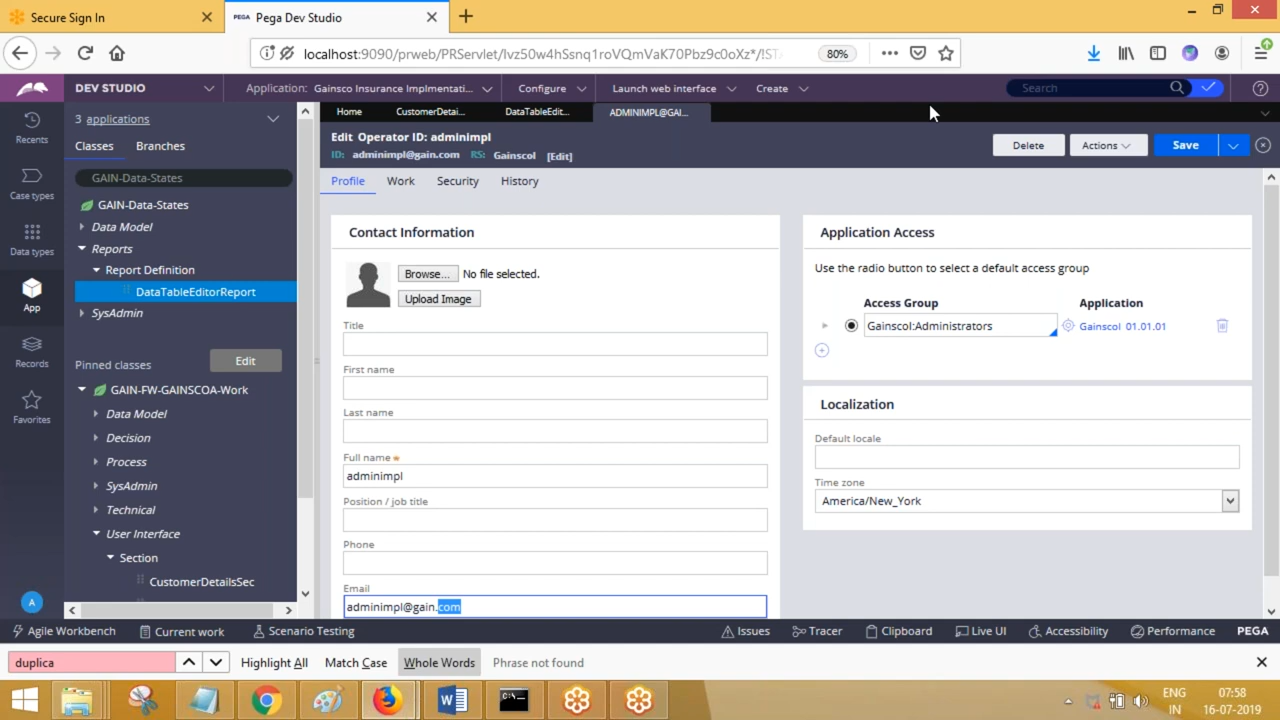 Secure Sign In
PEGA Pega Dev Studio
localhost:9090/prweb/PRServlet/Ivz50w4hSsnq1roVQmVaK70Pbz9c0oXz*/!STA
80%
DEV STUDIO
Application: Gainsco Insurance Implmentati...
Configure
Launch web interface
Create
Search
3 applications
Home
CustomerDetai...
DataTableEdit...
ADMINIMPL@GAI...
Recents
Case types
Data types
App
Records
Favorites
A
Classes
Branches
GAIN-Data-States
GAIN-Data-States
Data Model
Reports
Report Definition
DataTableEditorReport
SysAdmin
Pinned classes
Edit
GAIN-FW-GAINSCOA-Work
Data Model
Decision
Process
SysAdmin
Technical
User Interface
Section
CustomerDetailsSec
Edit Operator ID: adminimpl
ID: adminimpl@gain.com RS: Gainscol [Edit]
Delete
Actions
Save
Profile
Work
Security
History
Contact Information
Browse... No file selected.
Upload Image
Title
First name
Last name
Full name
adminimpl
Position / job title
Phone
Email
adminimpl@gain.com
Application Access
Use the radio button to select a default access group
Access Group
Application
Gainscol:Administrators
Gainscol 01.01.01
Localization
Default locale
Time zone
America/New_York
Agile Workbench
Current work
Scenario Testing
Issues
Tracer
Clipboard
Live UI
Accessibility
Performance
PEGA
duplica
Highlight All
Match Case
Whole Words
Phrase not found
ENG
IN
07:58
16-07-2019